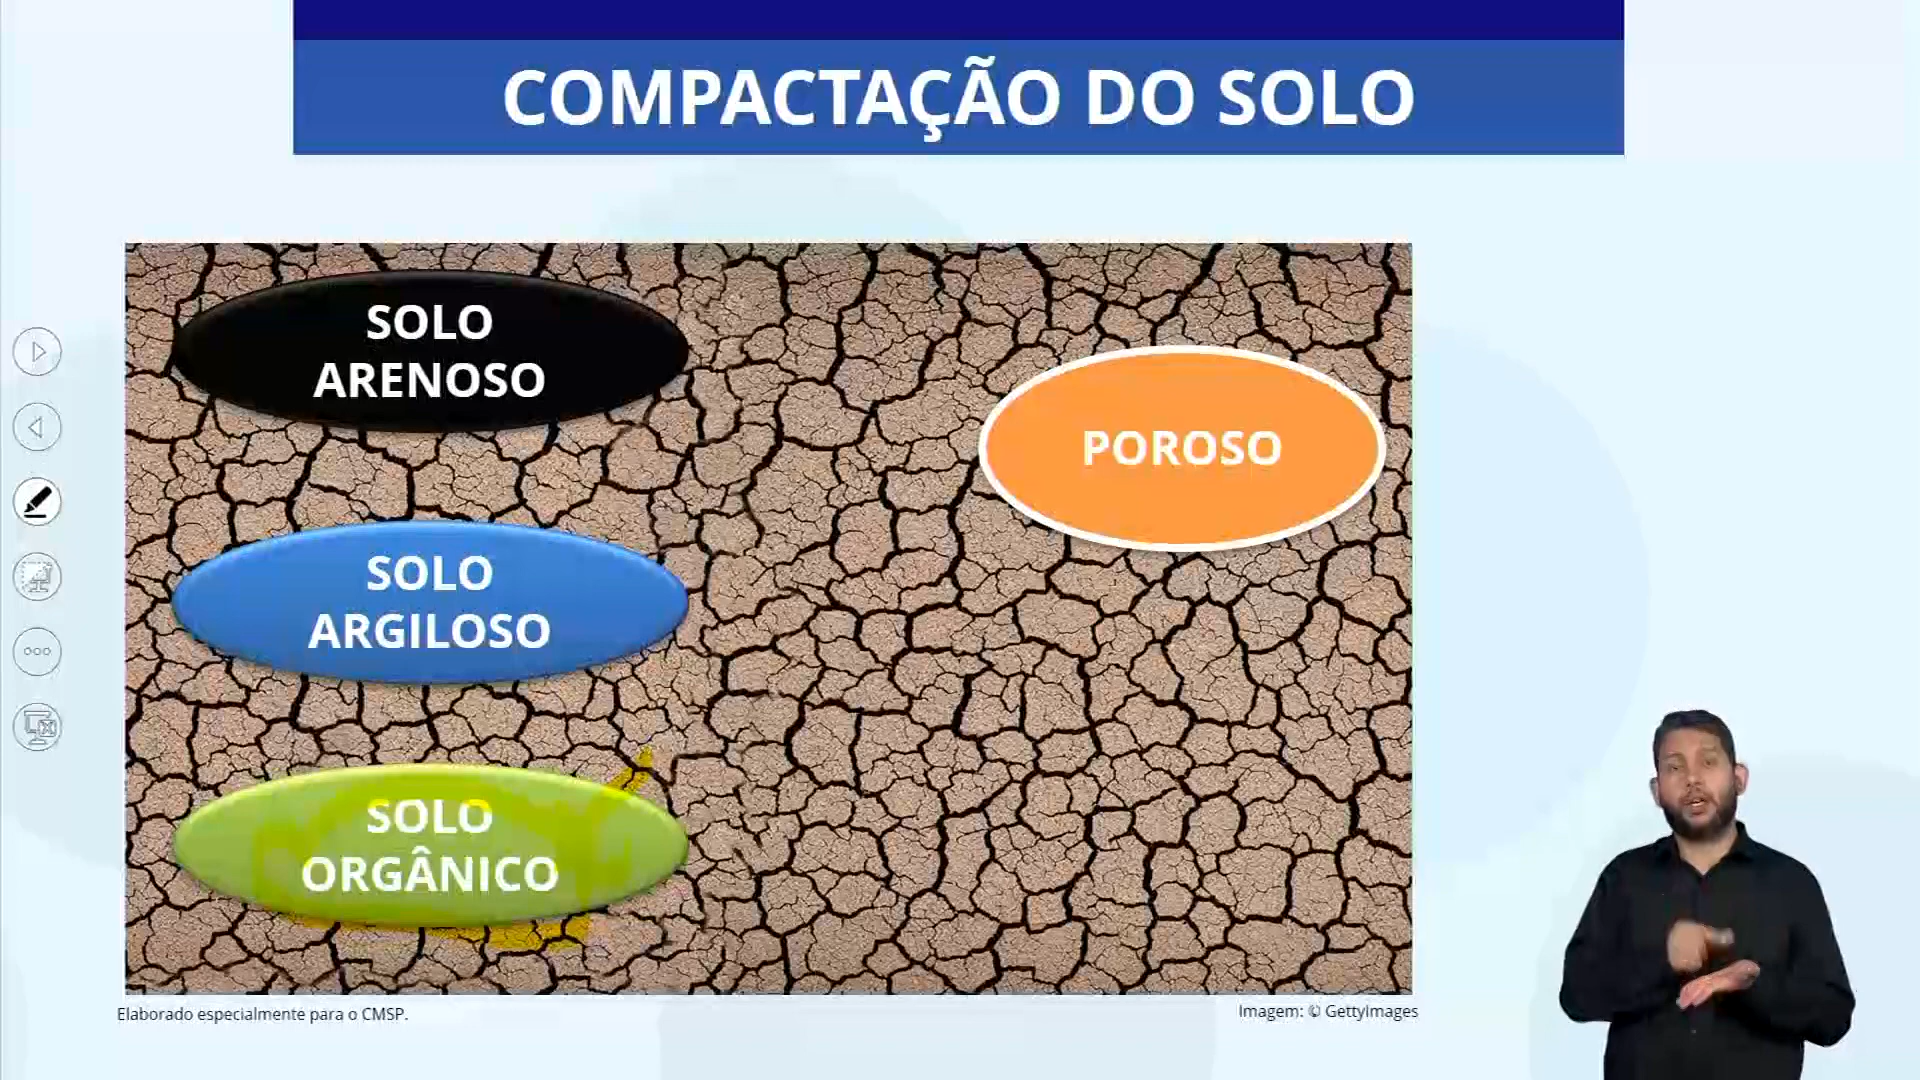 COMPACTAÇÃO DO SOLO
SOLO
ARENOSO
POROSO
SOLO
ARGILOSO
SOLO
ORGÂNICO
Elaborado especialmente para o CMSP.
Imagem: © GettyImages